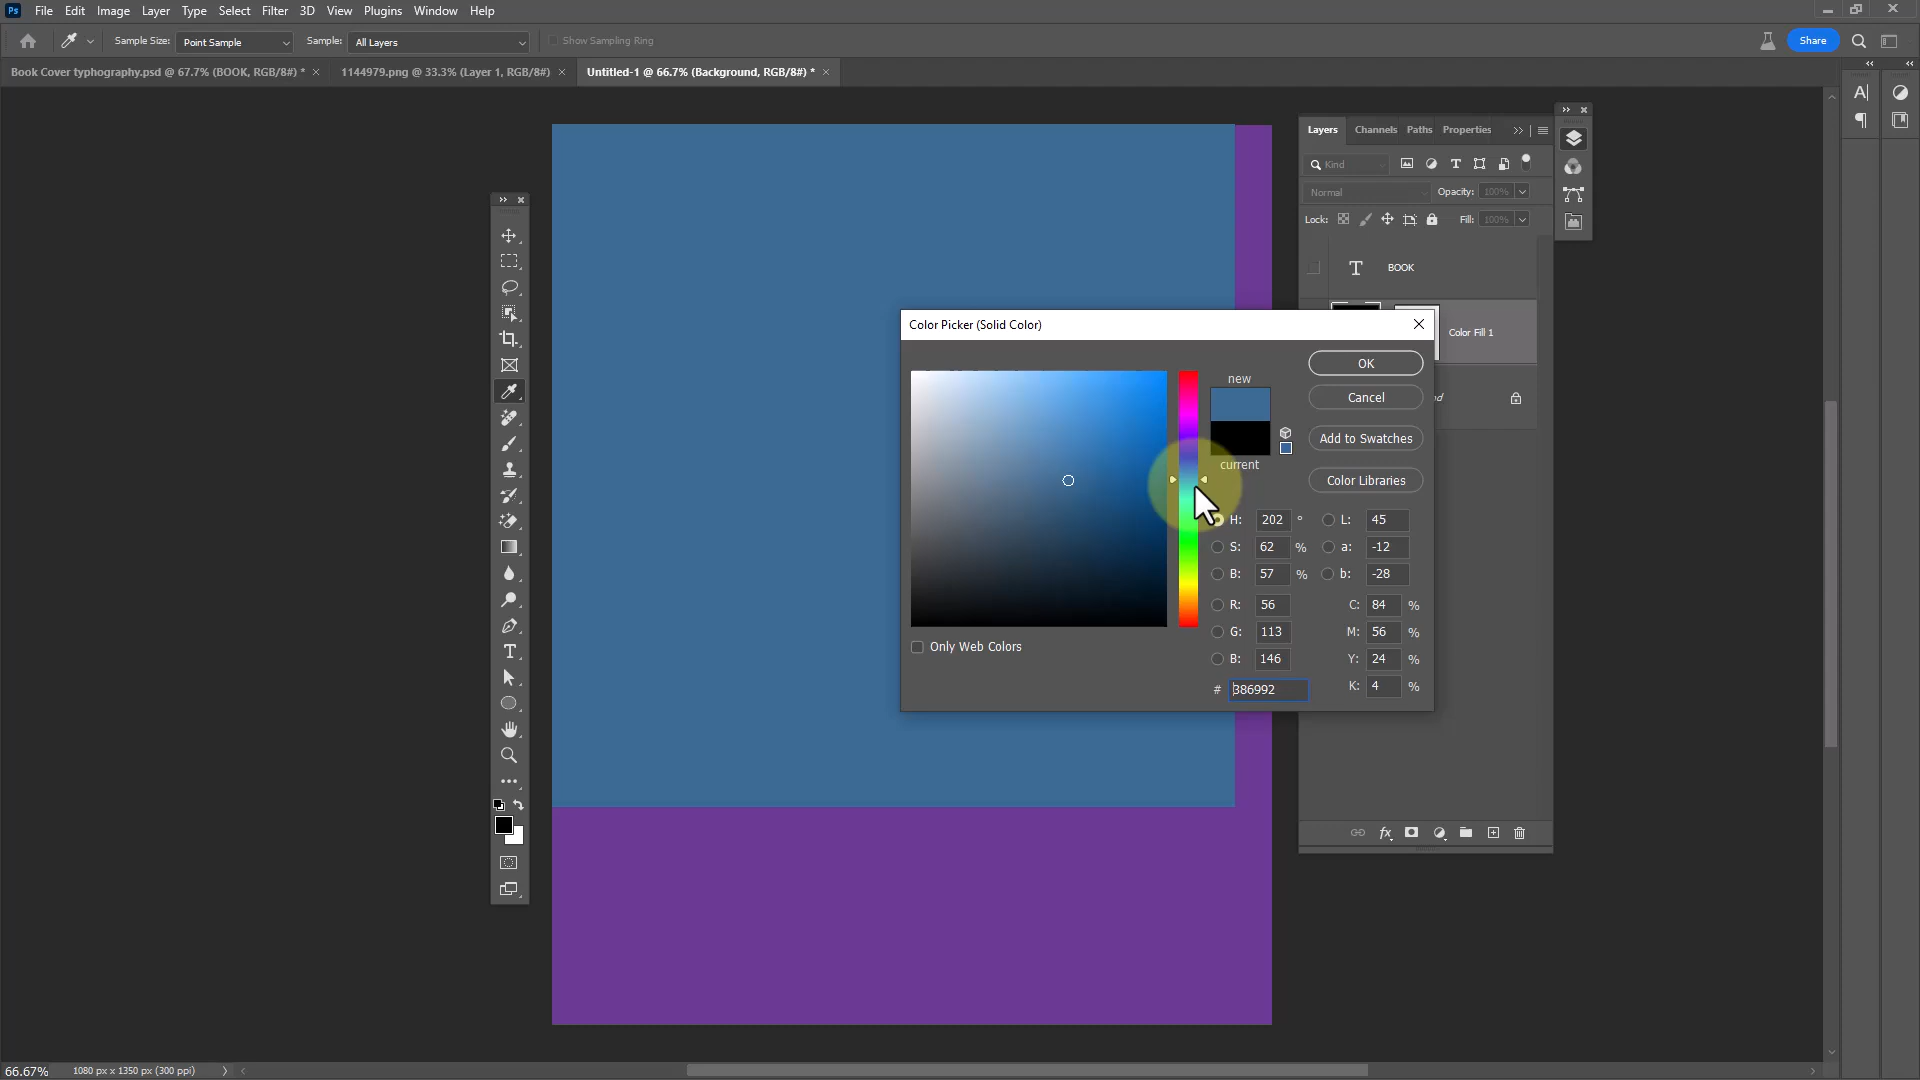 Ps File Edit Image Layer Type Select Filter 3D View Plugins Window Help
Sample Size: Point Sample Sample: All Layers Show Sampling Ring Share
Book Cover typhography.psd @ 67.7% (BOOK, RGB/8#) * × 1144979.png @ 33.3% (Layer 1, RGB/8#) × Untitled-1 @ 66.7% (Background, RGB/8#) * ×
Layers Channels Paths Properties
Kind
Normal Opacity: 100%
Lock: Fill: 100%
T BOOK
Color Fill 1
nd
Color Picker (Solid Color)
new
current
OK
Cancel
Add to Swatches
Color Libraries
H: 202 ° L: 45
S: 62 % a: -12
B: 57 % b: -28
R: 56 C: 84 %
G: 113 M: 56 %
B: 146 Y: 24 %
# 386992 K: 4 %
Only Web Colors
66.67% 1080 px x 1350 px (300 ppi)